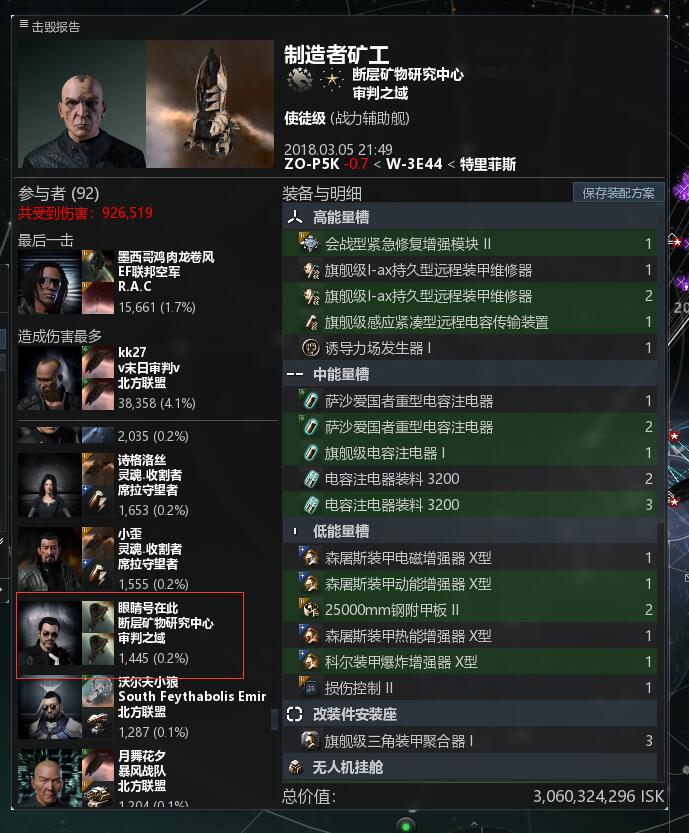 击毁报告
制造者矿工
断层矿物研究中心
审判之域
使徒级 (战力辅助舰)
2018.03.05 21:49
ZO-P5K -0.7 < W-3E44 < 特里菲斯
参与者 (92)
共受到伤害：926,519
最后一击
墨西哥鸡肉龙卷风
EF联邦空军
R.A.C
15,661 (1.7%)
造成伤害最多
kk27
v末日审判v
北方联盟
38,358 (4.1%)
2,035 (0.2%)
诗格洛丝
灵魂.收割者
席拉守望者
1,653 (0.2%)
小歪
灵魂.收割者
席拉守望者
1,555 (0.2%)
眼睛号在此
断层矿物研究中心
审判之域
1,445 (0.2%)
沃尔夫小狼
South Feythabolis Emir
北方联盟
1,287 (0.1%)
月舞花夕
暴风战队
北方联盟
1,204 (0.1%)
装备与明细
保存装配方案
高能量槽
会战型紧急修复增强模块 II 1
旗舰级I-ax持久型远程装甲维修器 1
旗舰级I-ax持久型远程装甲维修器 2
旗舰级感应紧凑型远程电容传输装置 1
诱导力场发生器 I 1
中能量槽
萨沙爱国者重型电容注电器 1
萨沙爱国者重型电容注电器 2
旗舰级电容注电器 I 1
电容注电器装料 3200 2
电容注电器装料 3200 3
低能量槽
森屠斯装甲电磁增强器 X型 1
森屠斯装甲动能增强器 X型 1
25000mm钢附甲板 II 2
森屠斯装甲热能增强器 X型 1
科尔装甲爆炸增强器 X型 1
损伤控制 II 1
改装件安装座
旗舰级三角装甲聚合器 I 3
无人机挂舱
总价值: 3,060,324,296 ISK